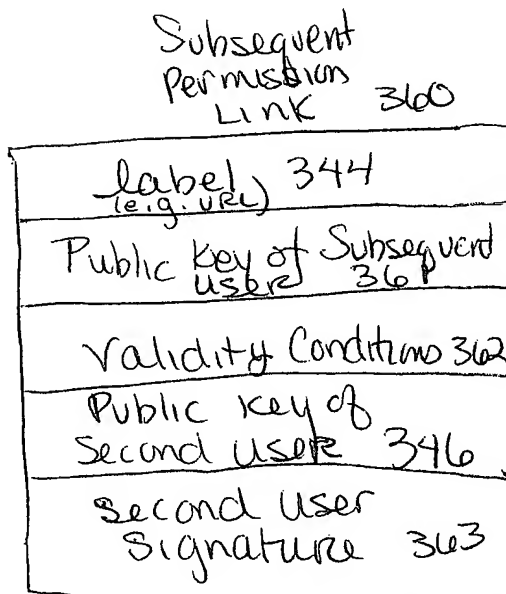 Subsequent
Permission
Link 360
label 344
(e.g. URL)
Public Key of Subsequent
user 361
Validity Conditions 362
Public Key of
Second user 346
Second user
Signature 363